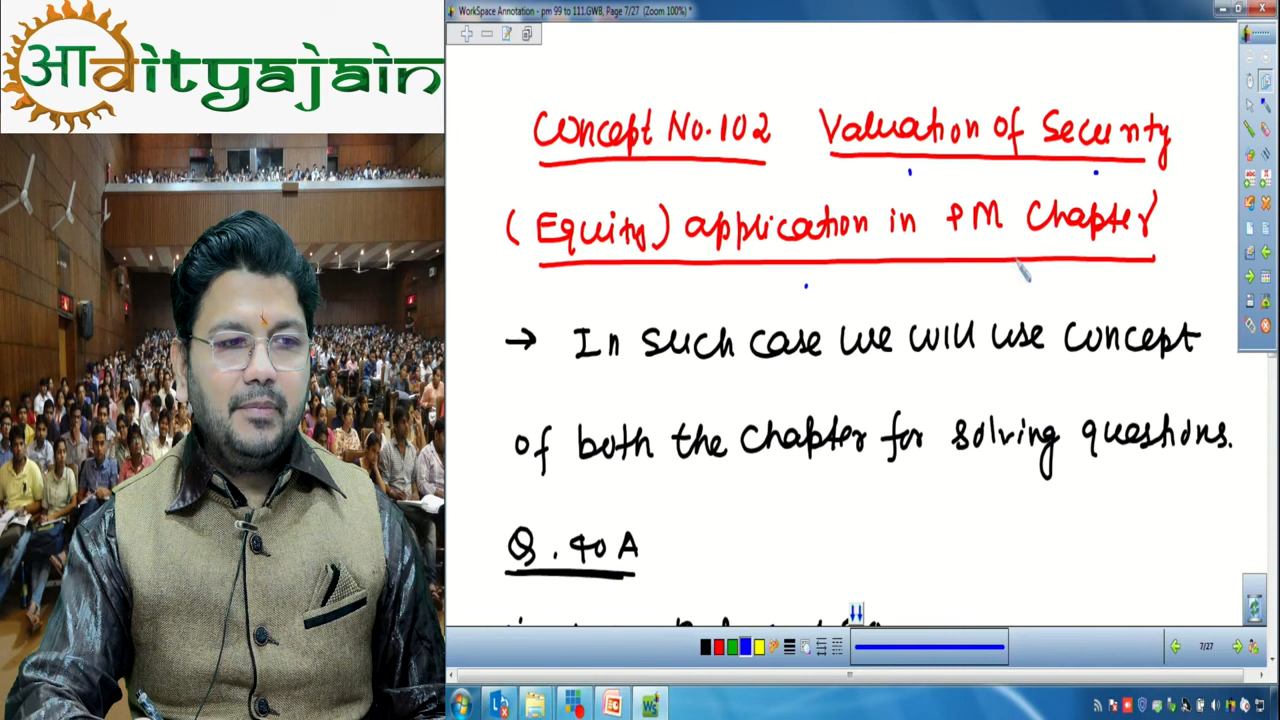 आdityajain
WorkSpace Annotation - pm 99 to 111.GWB, Page 7/27 (Zoom 100%) *
Concept No.102 Valuation of Security
(Equity) application in PM Chapter
→ In such case we will use concept
of both the chapter for solving questions.
Q. 40 A
7/27